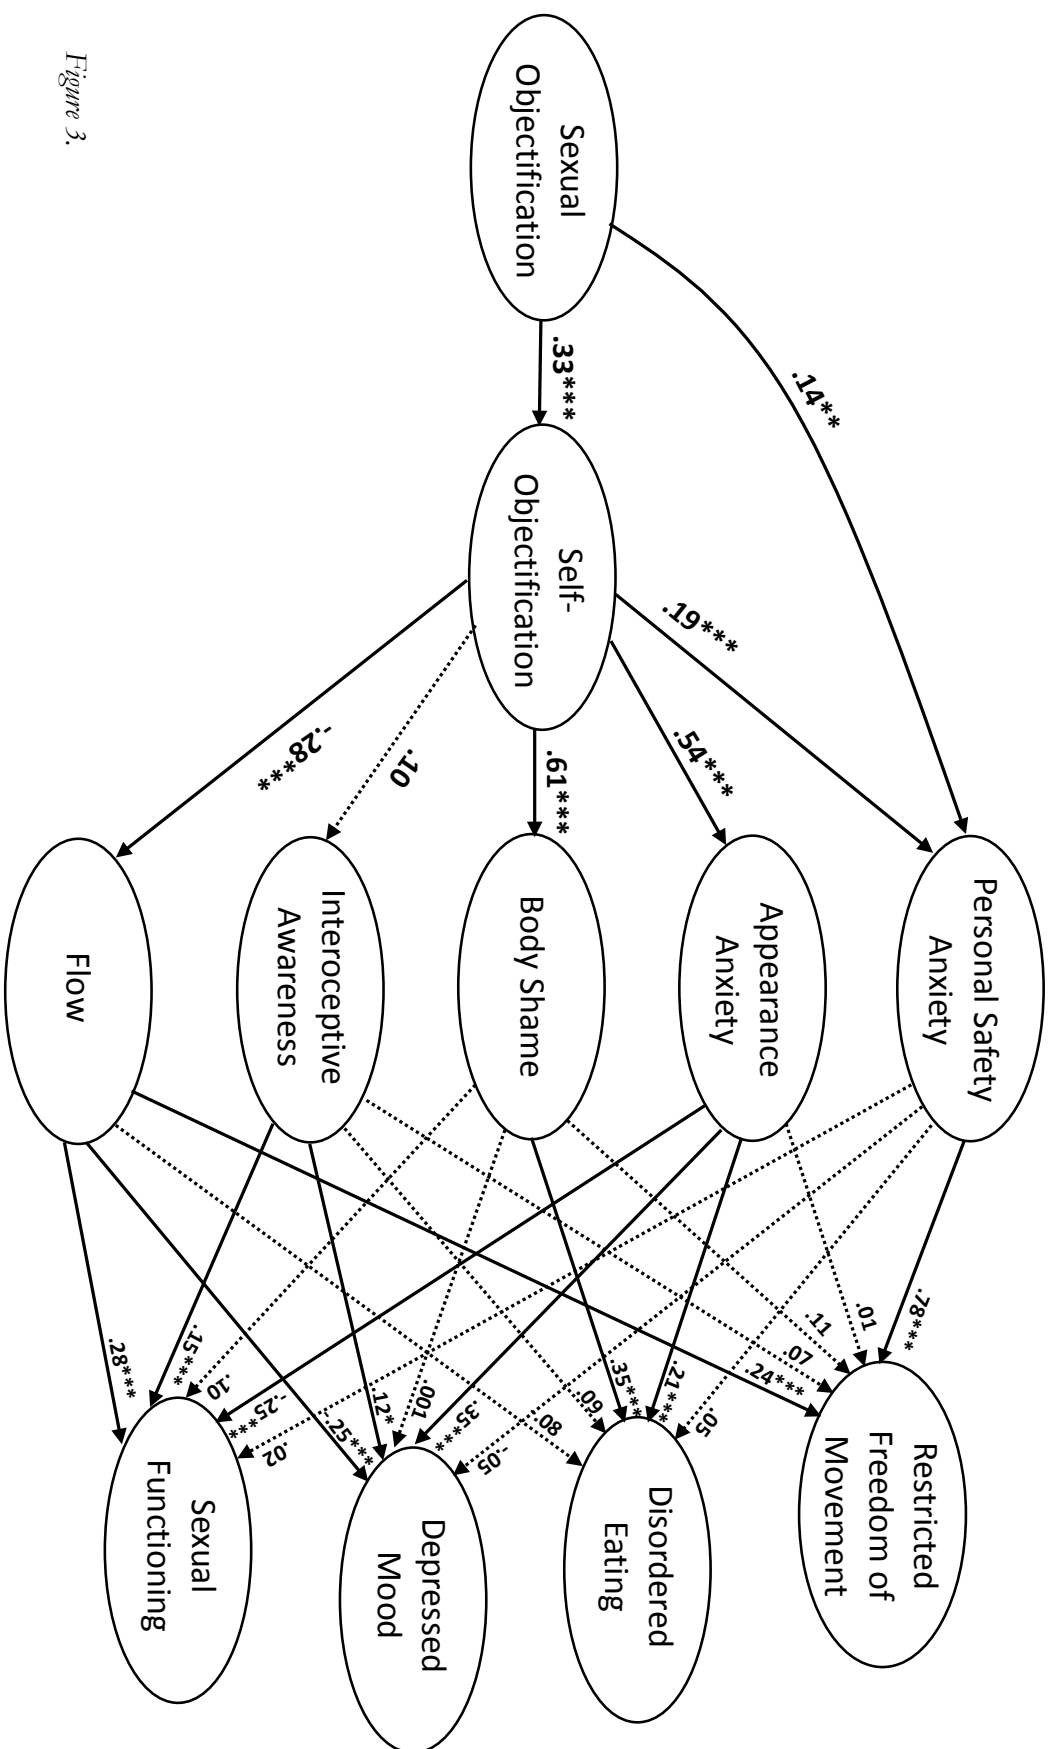 Sexual
Objectification
.14**
.33***
Self-
Objectification
.19***
.54***
.61***
.10
-.28***
Personal Safety
Anxiety
Appearance
Anxiety
Body Shame
Interoceptive
Awareness
Flow
.78***
.01
.11
.07
.24***
.05
.21***
.35***
.09
.08
-.05
.35***
.001
.12*
-.25***
.02
-.25***
.10
.15***
.28***
Restricted
Freedom of
Movement
Disordered
Eating
Depressed
Mood
Sexual
Functioning
Figure 3.